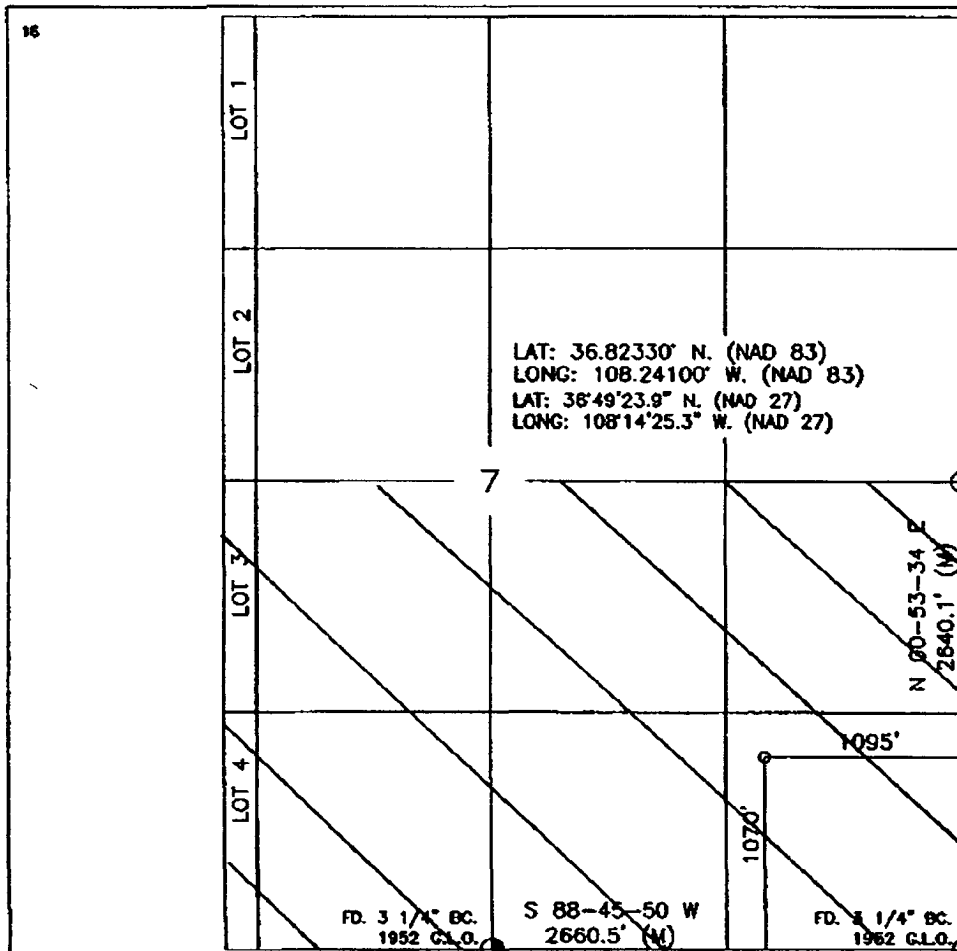 16
LOT 1
LOT 2
LAT: 36.82330° N. (NAD 83)
LONG: 108.24100° W. (NAD 83)
LAT: 36°49'23.9" N. (NAD 27)
LONG: 108°14'25.3" W. (NAD 27)
7
LOT 3
N 00-53-34 E
2640.1' (M)
LOT 4
1095'
1070'
FD. 3 1/4" BC.
1952 G.L.O.
S 88-45-50 W
2660.5' (M)
FD. 3 1/4" BC.
1952 G.L.O.